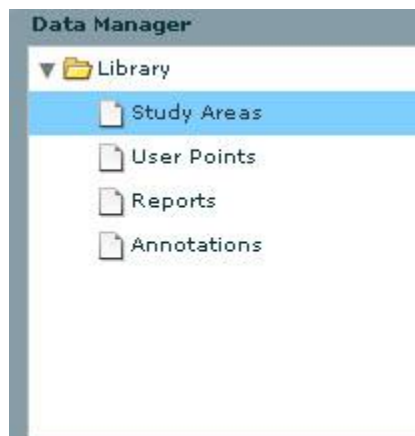 Data Manager
Library
Study Areas
User Points
Reports
Annotations